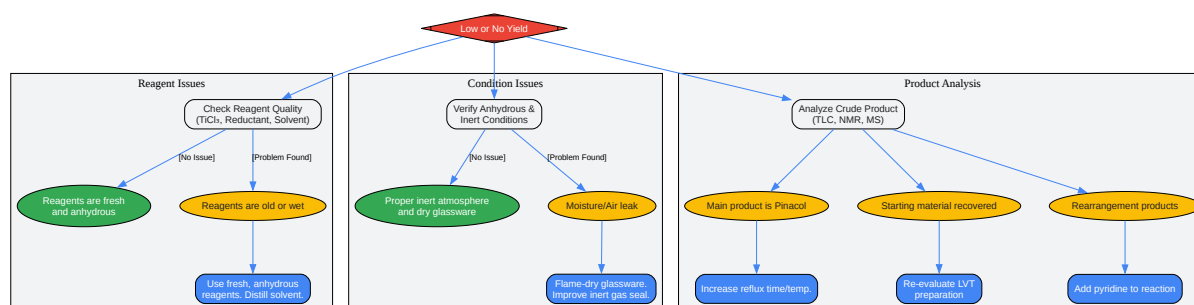 Low or No Yield
Reagent Issues
Condition Issues
Product Analysis
Check Reagent Quality
(TiCl₃, Reductant, Solvent)
Verify Anhydrous &
Inert Conditions
Analyze Crude Product
(TLC, NMR, MS)
[No Issue]
[Problem Found]
[No Issue]
[Problem Found]
Reagents are fresh
and anhydrous
Reagents are old or wet
Proper inert atmosphere
and dry glassware
Moisture/Air leak
Main product is Pinacol
Starting material recovered
Rearrangement products
Use fresh, anhydrous
reagents. Distill solvent.
Flame-dry glassware.
Improve inert gas seal.
Increase reflux time/temp.
Re-evaluate LVT
preparation
Add pyridine to reaction